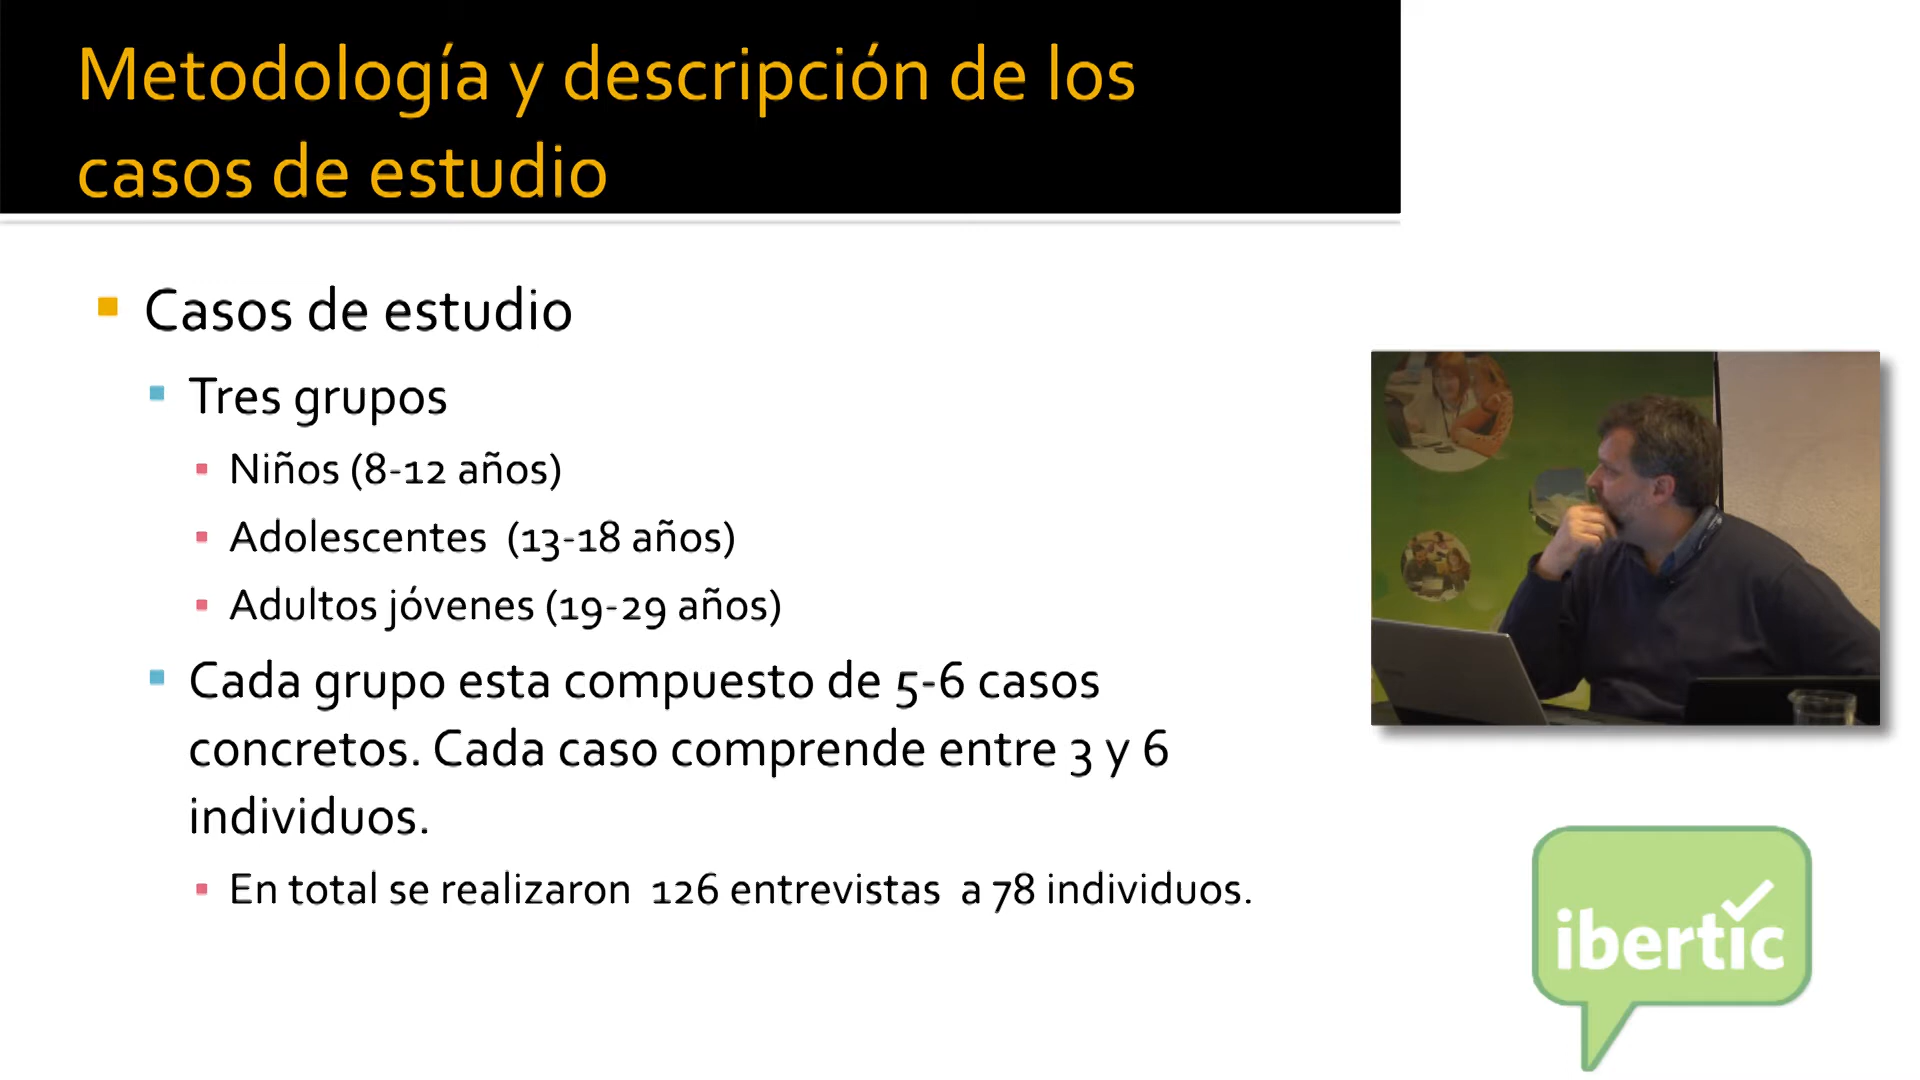 Metodología y descripción de los
casos de estudio
Casos de estudio
Tres grupos
Niños (8-12 años)
Adolescentes  (13-18 años)
Adultos jóvenes (19-29 años)
Cada grupo esta compuesto de 5-6 casos
concretos. Cada caso comprende entre 3 y 6
individuos.
En total se realizaron  126 entrevistas  a 78 individuos.
ibertic